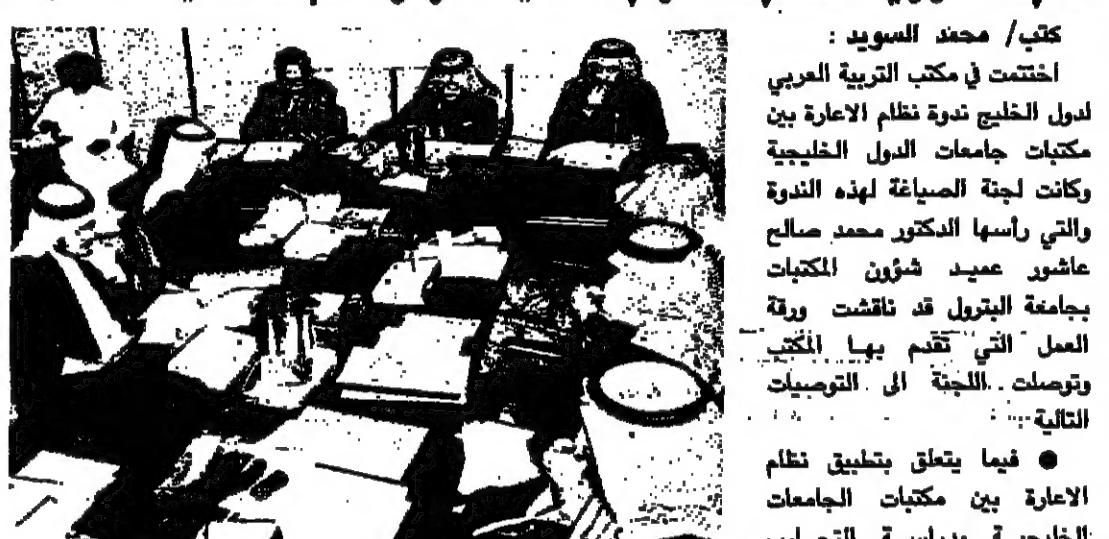 كتب/ محمد السويد :
اختتمت في مكتب التربية العربي
لدول الخليج ندوة نظام الاعارة بين
مكتبات جامعات الدول الخليجية
وكانت لجنة الصياغة لهذه الندوة
والتي رأسها الدكتور محمد صالح
عاشور عميد شؤون المكتبات
بجامعة البترول قد ناقشت ورقة
العمل التي تقدم بها المكتب
وتوصلت اللجنة الى التوصيات
التالية :
● فيما يتعلق بتطبيق نظام
الاعارة بين مكتبات الجامعات